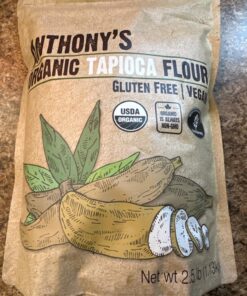 ANTHONY'S
ORGANIC TAPIOCA FLOUR
GLUTEN FREE | VEGAN
USDA
ORGANIC
ORGANIC
IS ALWAYS
NON-GMO
Net wt 2.5 lb